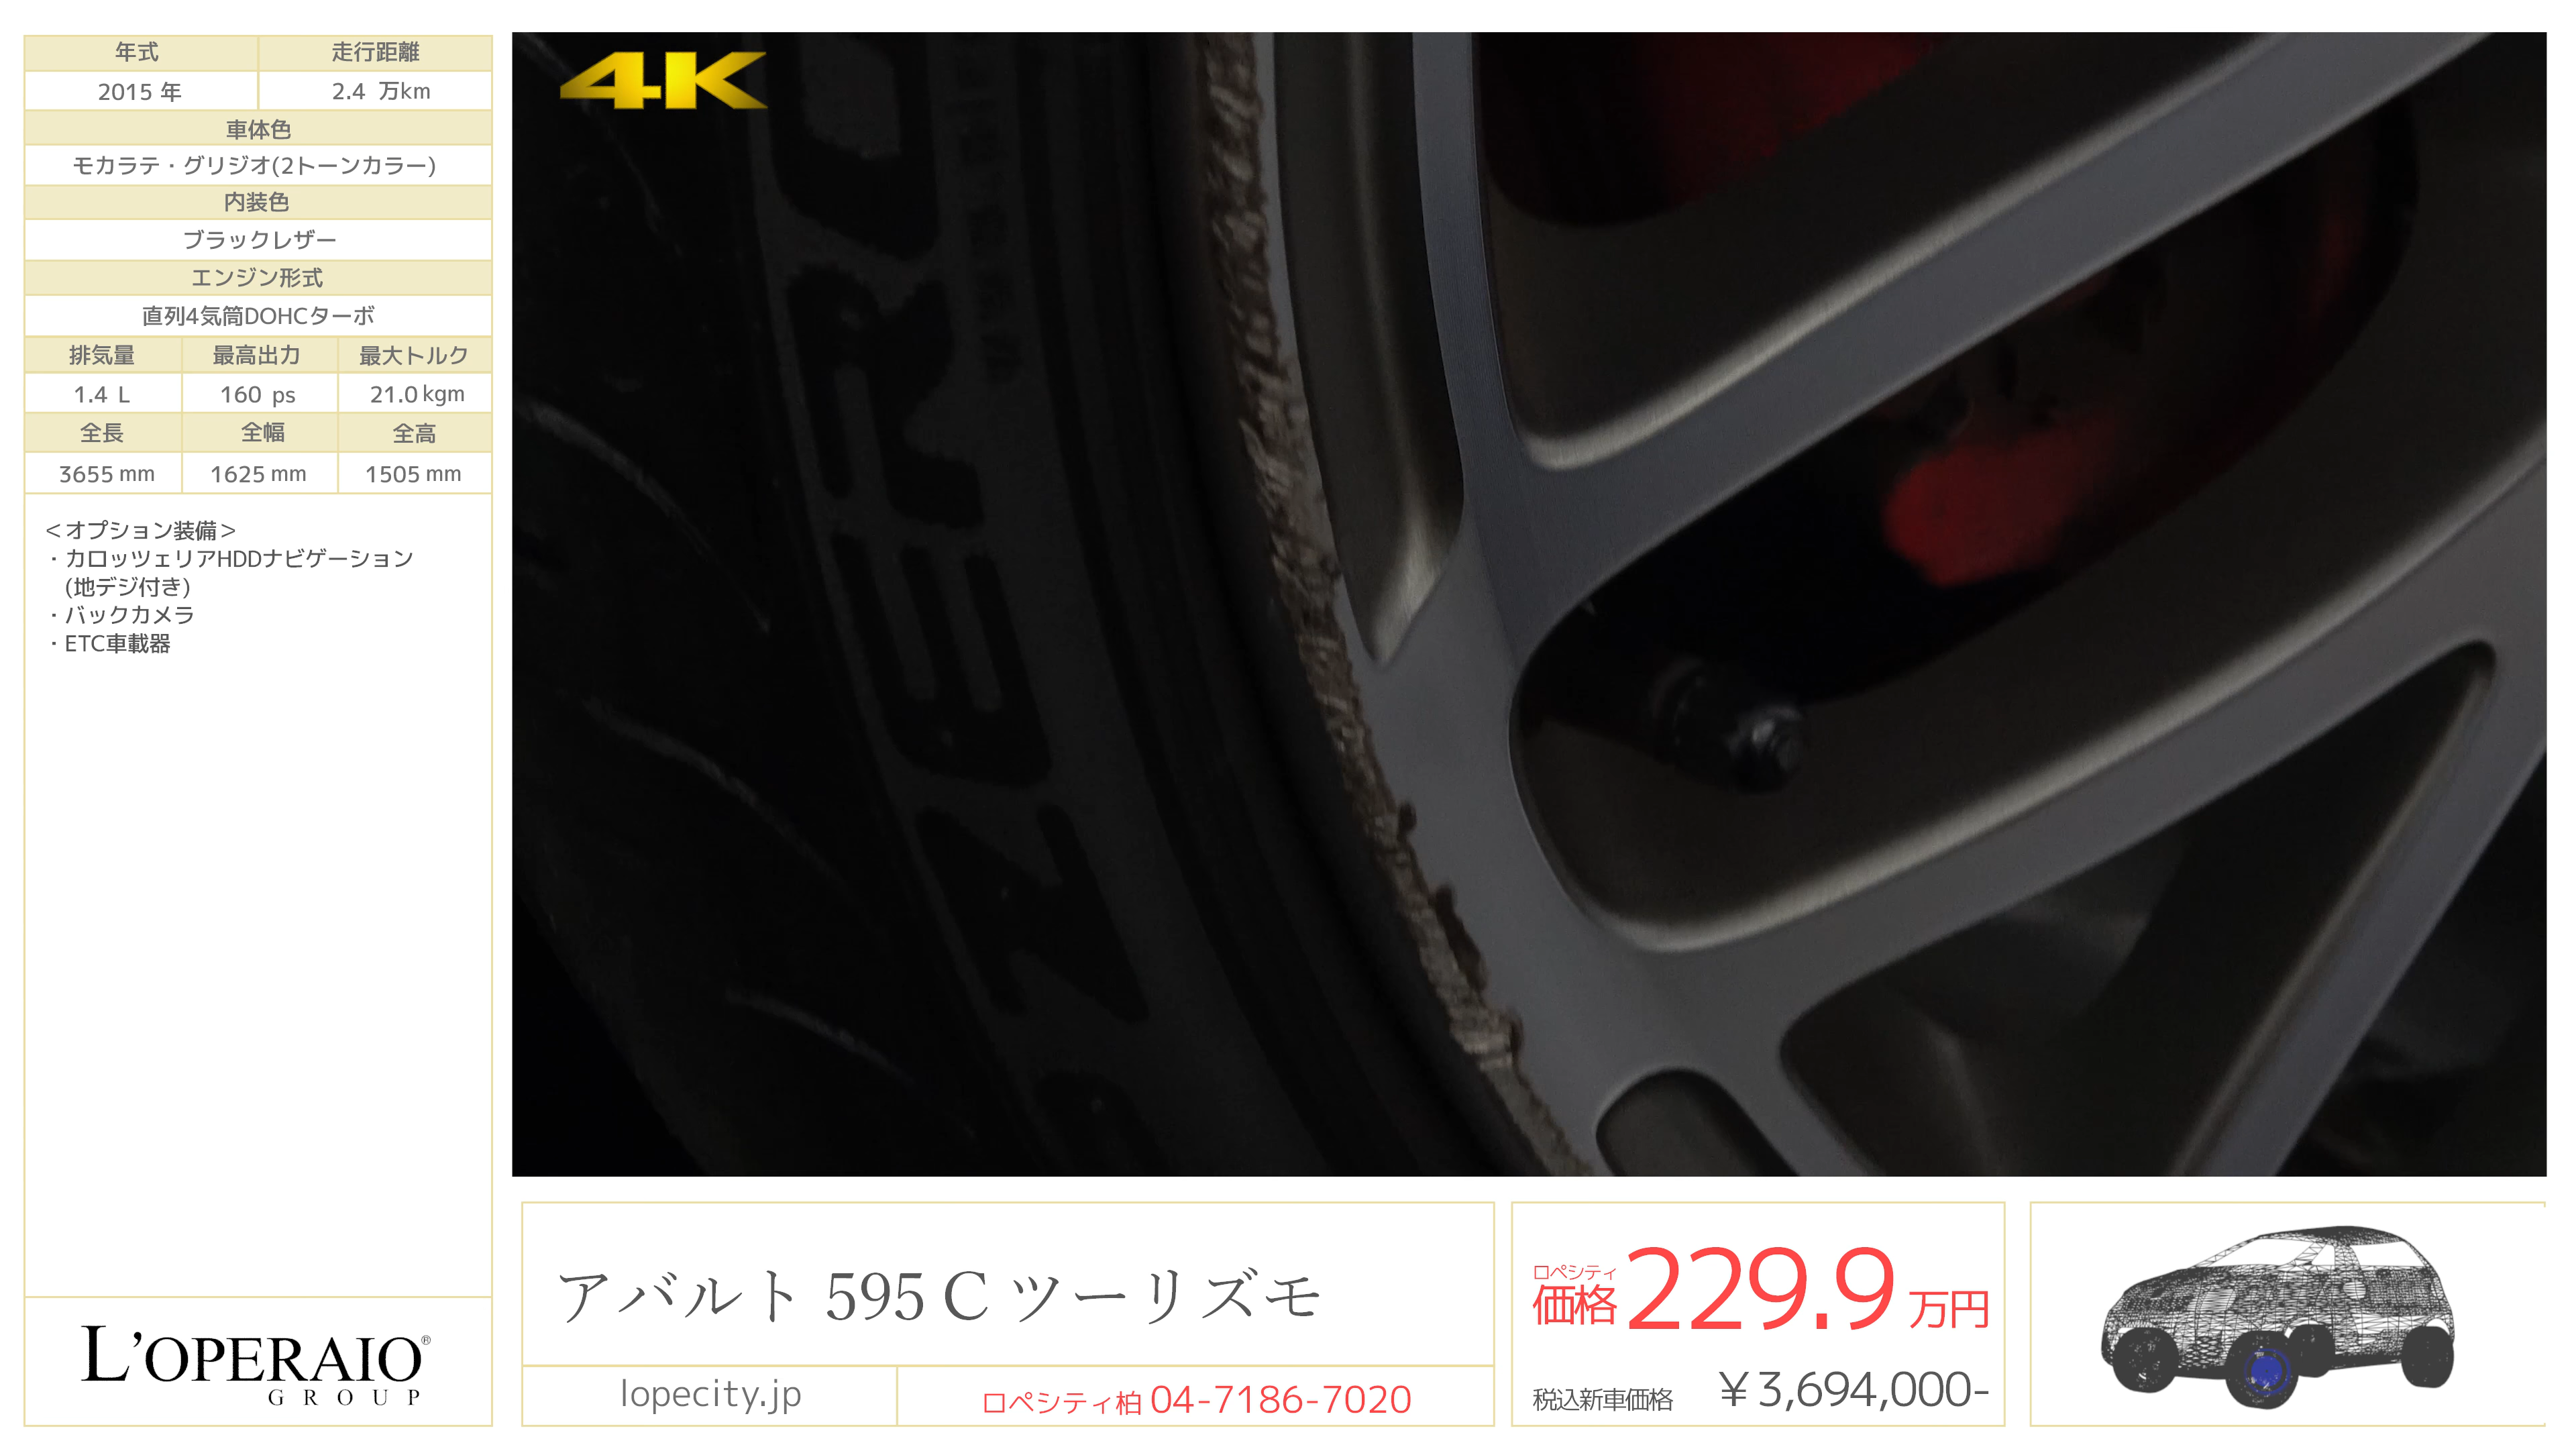 年式 走行距離
2015 年 2.4 万km
車体色
モカラテ・グリジオ(2トーンカラー)
内装色
ブラックレザー
エンジン形式
直列4気筒DOHCターボ
排気量 最高出力 最大トルク
1.4 L 160 ps 21.0 kgm
全長 全幅 全高
3655 mm 1625 mm 1505 mm
＜オプション装備＞
・カロッツェリアHDDナビゲーション
(地デジ付き)
・バックカメラ
・ETC車載器
L'OPERAIO®
GROUP
4K
アバルト 595 C ツーリズモ
lopecity.jp
ロペシティ柏 04-7186-7020
ロペシティ
価格 229.9 万円
税込新車価格 ￥3,694,000-